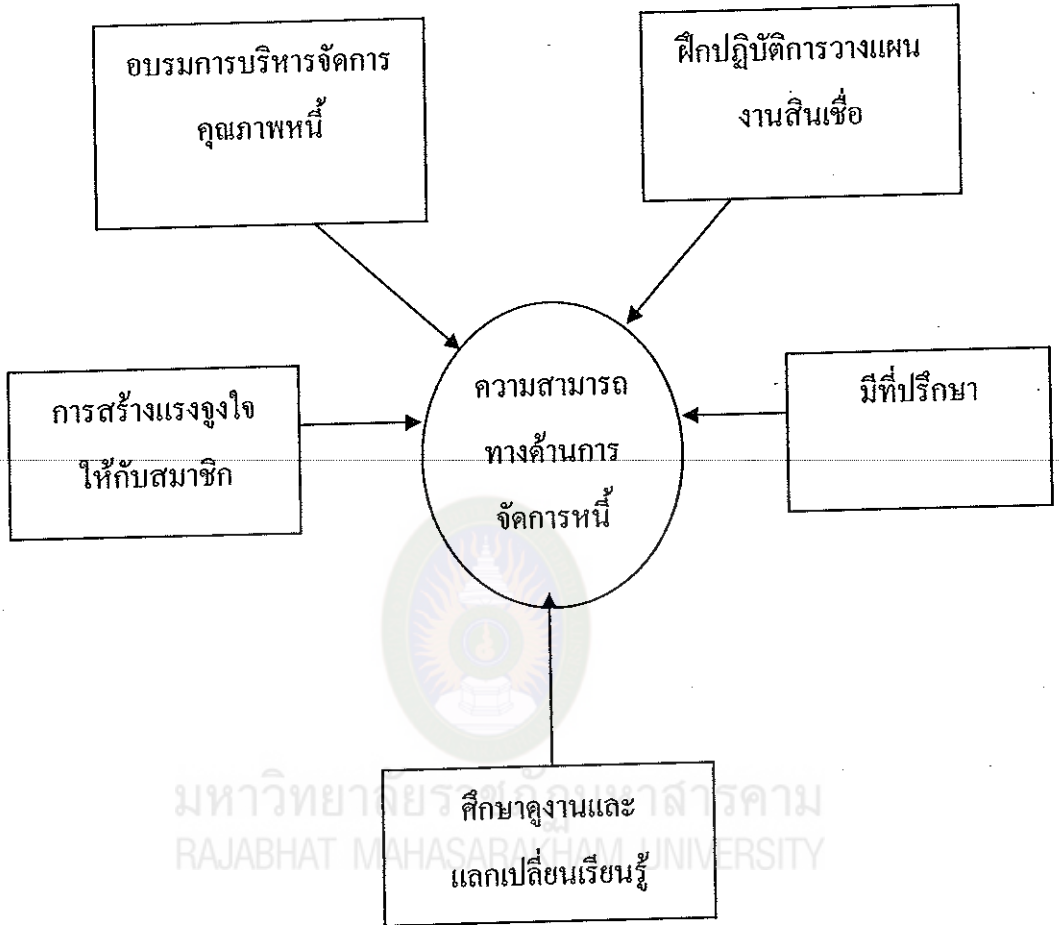 อบรมการบริหารจัดการ
คุณภาพหนี้
ฝึกปฏิบัติการวางแผน
งานสินเชื่อ
การสร้างแรงจูงใจ
ให้กับสมาชิก
ความสามารถ
ทางด้านการ
จัดการหนี้
มีที่ปรึกษา
ศึกษาดูงานและ
แลกเปลี่ยนเรียนรู้
มหาวิทยาลัยราชภัฏมหาสารคาม
RAJABHAT MAHASARAKHAM UNIVERSITY